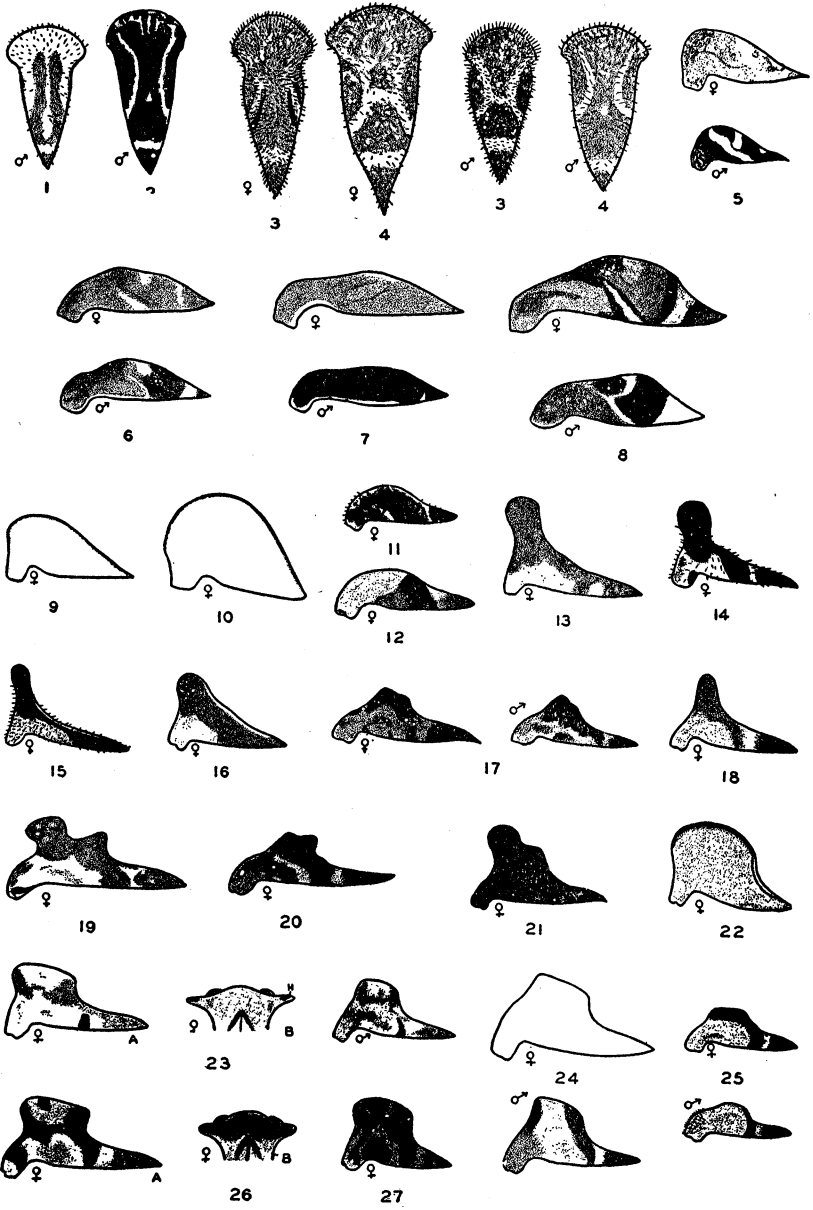 ♂ ♂ ♀ ♀ ♂ ♂ ♀
♂
1 3 4 3 4 5
♀ ♀ ♀
♂ ♂ ♂
6 7 8
♀ ♀ ♀ ♀ ♀ ♀
9 10 11 12 13 14
♀ ♀ ♀ ♂ ♀
15 16 17 18
♀ ♀ ♀ ♀
19 20 21 22
♀ A ♀ H B ♂ ♀ ♀
23 24 25
♀ A ♀ B ♀ ♂ ♂
26 27